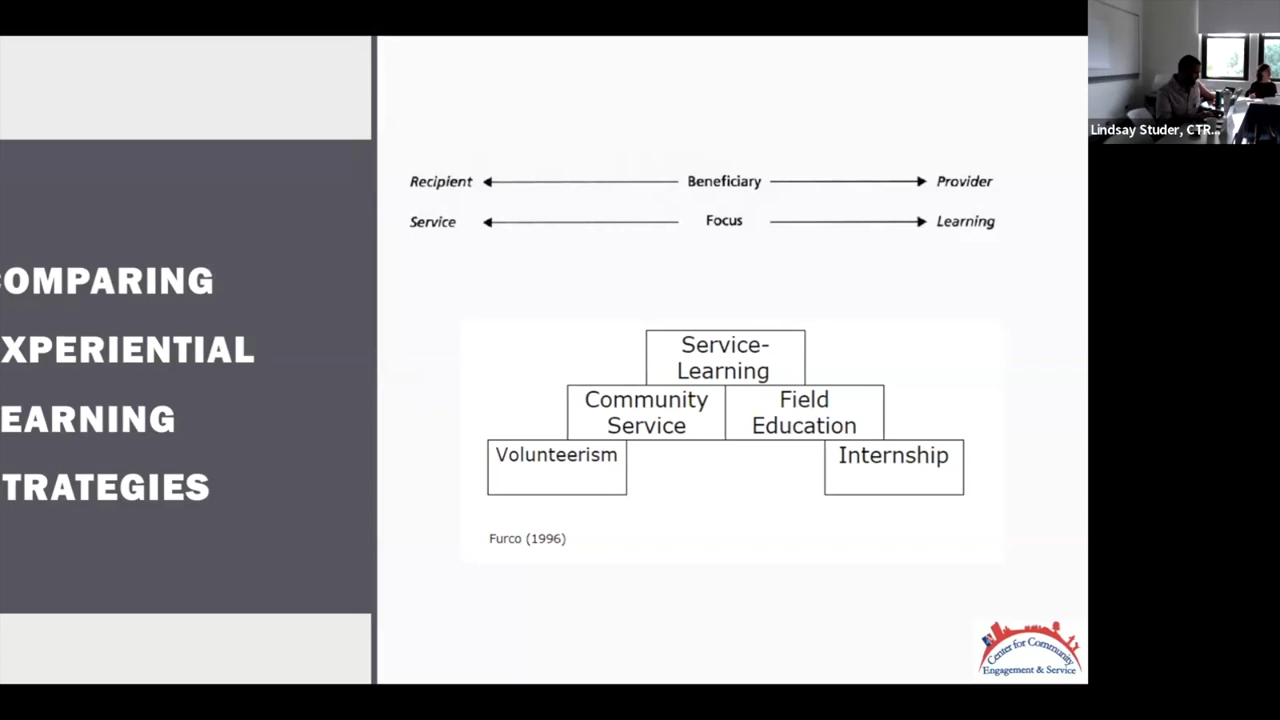 OMPARING
XPERIENTIAL
EARNING
TRATEGIES
Recipient Beneficiary Provider
Service Focus Learning
Service-
Learning
Community
Service
Field
Education
Volunteerism
Internship
Furco (1996)
Center for Community
Engagement & Service
Lindsay Studer, CTR...